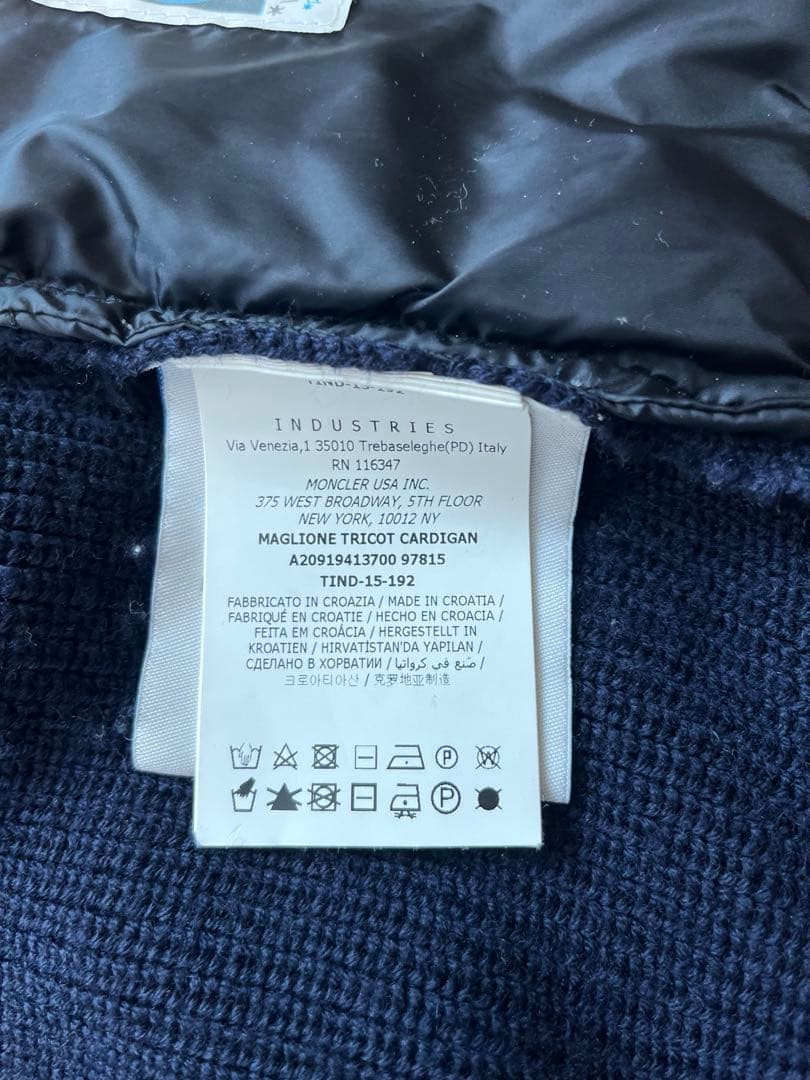 TIND-15-192
INDUSTRIES
Via Venezia,1 35010 Trebaseleghe(PD) Italy
RN 116347
MONCLER USA INC.
375 WEST BROADWAY, 5TH FLOOR
NEW YORK, 10012 NY
MAGLIONE TRICOT CARDIGAN
A20919413700 97815
TIND-15-192
FABBRICATO IN CROAZIA / MADE IN CROATIA /
FABRIQUÉ EN CROATIE / HECHO EN CROACIA /
FEITA EM CROÁCIA / HERGESTELLT IN
KROATIEN / HIRVATİSTAN'DA YAPILAN /
СДЕЛАНО В ХОРВАТИИ / صنع في كرواتيا /
크로아티아산 / 克罗地亚制造
P W
P